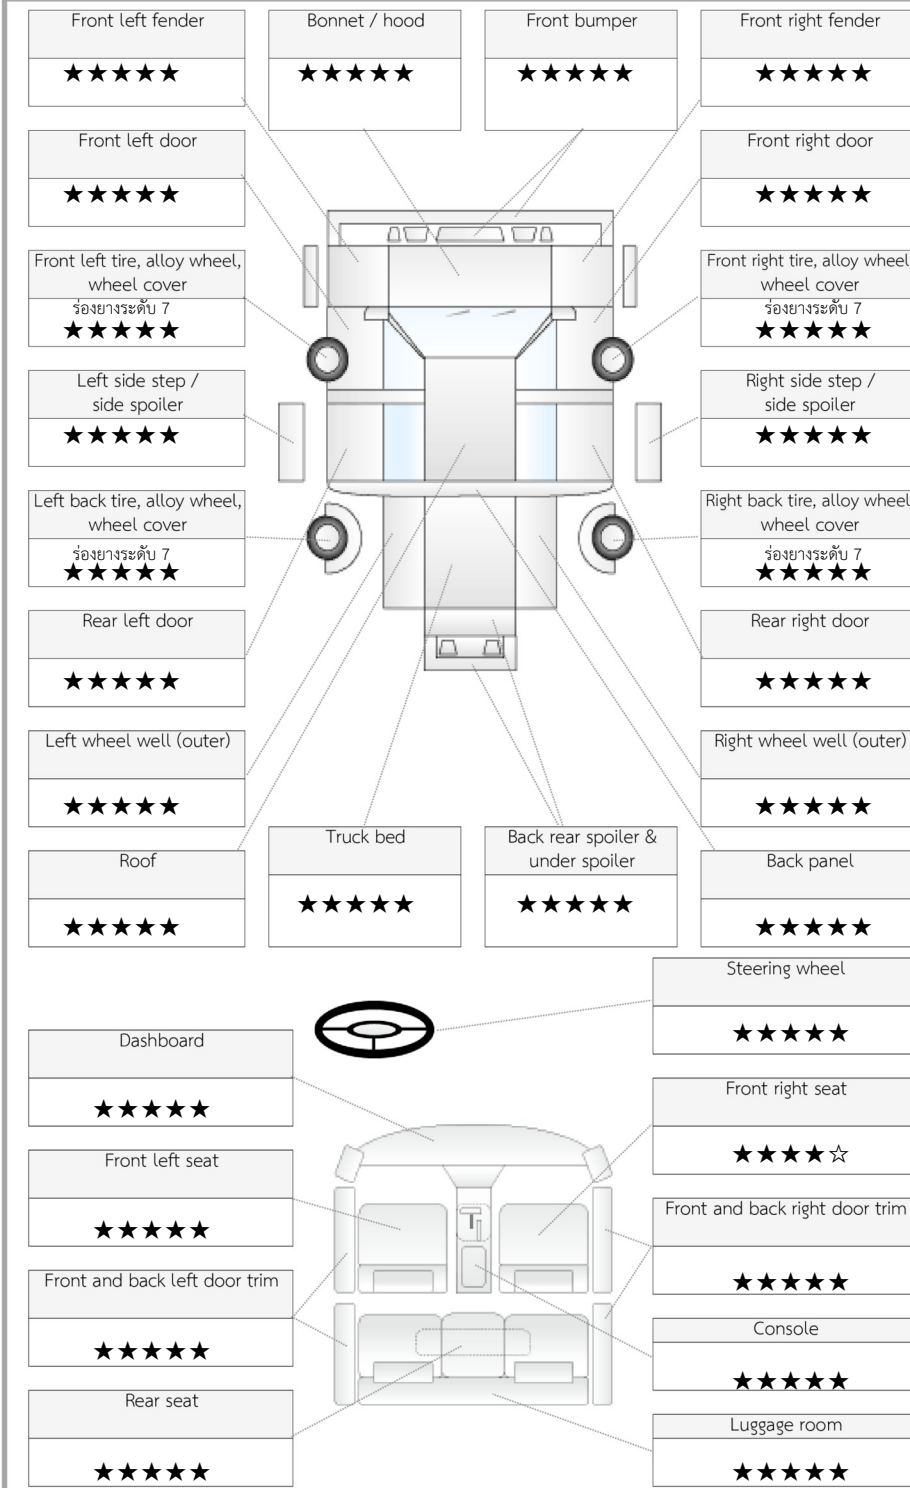 Front left fender
★★★★★
Bonnet / hood
★★★★★
Front bumper
★★★★★
Front right fender
★★★★★
Front left door
★★★★★
Front right door
★★★★★
Front left tire, alloy wheel,
wheel cover
ร่องยางระดับ 7
★★★★★
Front right tire, alloy wheel
wheel cover
ร่องยางระดับ 7
★★★★★
Left side step /
side spoiler
★★★★★
Right side step /
side spoiler
★★★★★
Left back tire, alloy wheel,
wheel cover
ร่องยางระดับ 7
★★★★★
Right back tire, alloy wheel
wheel cover
ร่องยางระดับ 7
★★★★★
Rear left door
★★★★★
Rear right door
★★★★★
Left wheel well (outer)
★★★★★
Right wheel well (outer)
★★★★★
Roof
★★★★★
Truck bed
★★★★★
Back rear spoiler &
under spoiler
★★★★★
Back panel
★★★★★
Steering wheel
★★★★★
Dashboard
★★★★★
Front right seat
★★★★☆
Front left seat
★★★★★
Front and back right door trim
★★★★★
Front and back left door trim
★★★★★
Console
★★★★★
Rear seat
★★★★★
Luggage room
★★★★★